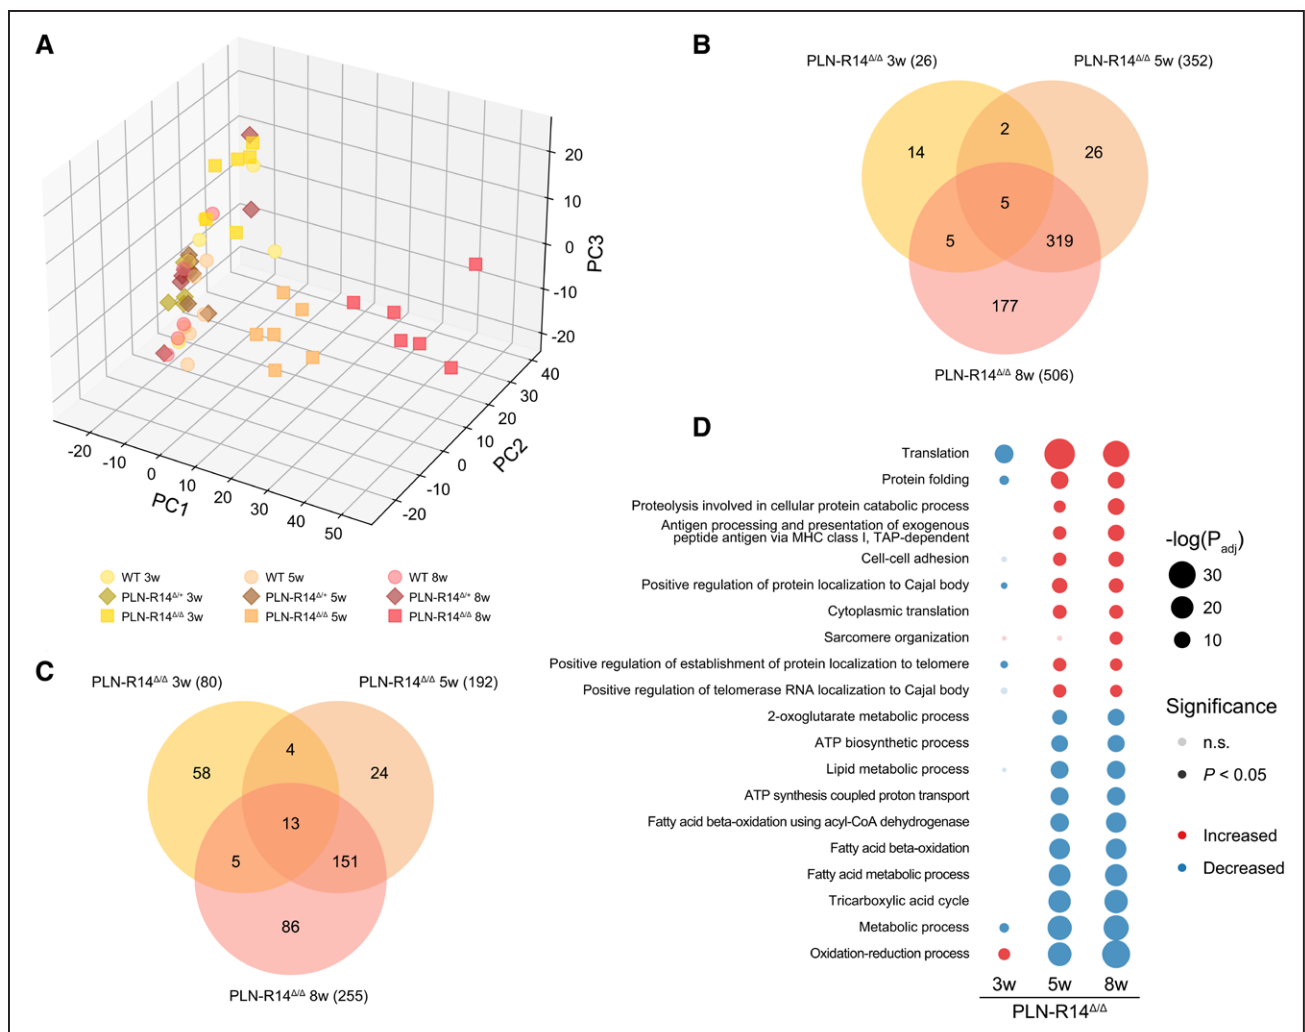 A
20
10
0
-10
-20
PC3
40
30
20
10
0
-10
-20
PC2
-20
-10
0
10
20
30
40
50
PC1
WT 3w
WT 5w
WT 8w
PLN-R14Δ/+ 3w
PLN-R14Δ/+ 5w
PLN-R14Δ/+ 8w
PLN-R14Δ/Δ 3w
PLN-R14Δ/Δ 5w
PLN-R14Δ/Δ 8w
B
PLN-R14Δ/Δ 3w (26)
PLN-R14Δ/Δ 5w (352)
2
14
26
5
5
319
177
PLN-R14Δ/Δ 8w (506)
C
PLN-R14Δ/Δ 3w (80)
PLN-R14Δ/Δ 5w (192)
4
58
24
13
5
151
86
PLN-R14Δ/Δ 8w (255)
D
Translation
Protein folding
Proteolysis involved in cellular protein catabolic process
Antigen processing and presentation of exogenous
peptide antigen via MHC class I, TAP-dependent
Cell-cell adhesion
Positive regulation of protein localization to Cajal body
Cytoplasmic translation
Sarcomere organization
Positive regulation of establishment of protein localization to telomere
Positive regulation of telomerase RNA localization to Cajal body
2-oxoglutarate metabolic process
ATP biosynthetic process
Lipid metabolic process
ATP synthesis coupled proton transport
Fatty acid beta-oxidation using acyl-CoA dehydrogenase
Fatty acid beta-oxidation
Fatty acid metabolic process
Tricarboxylic acid cycle
Metabolic process
Oxidation-reduction process
3w 5w 8w
PLN-R14Δ/Δ
-log(Padj)
30
20
10
Significance
n.s.
P < 0.05
Increased
Decreased